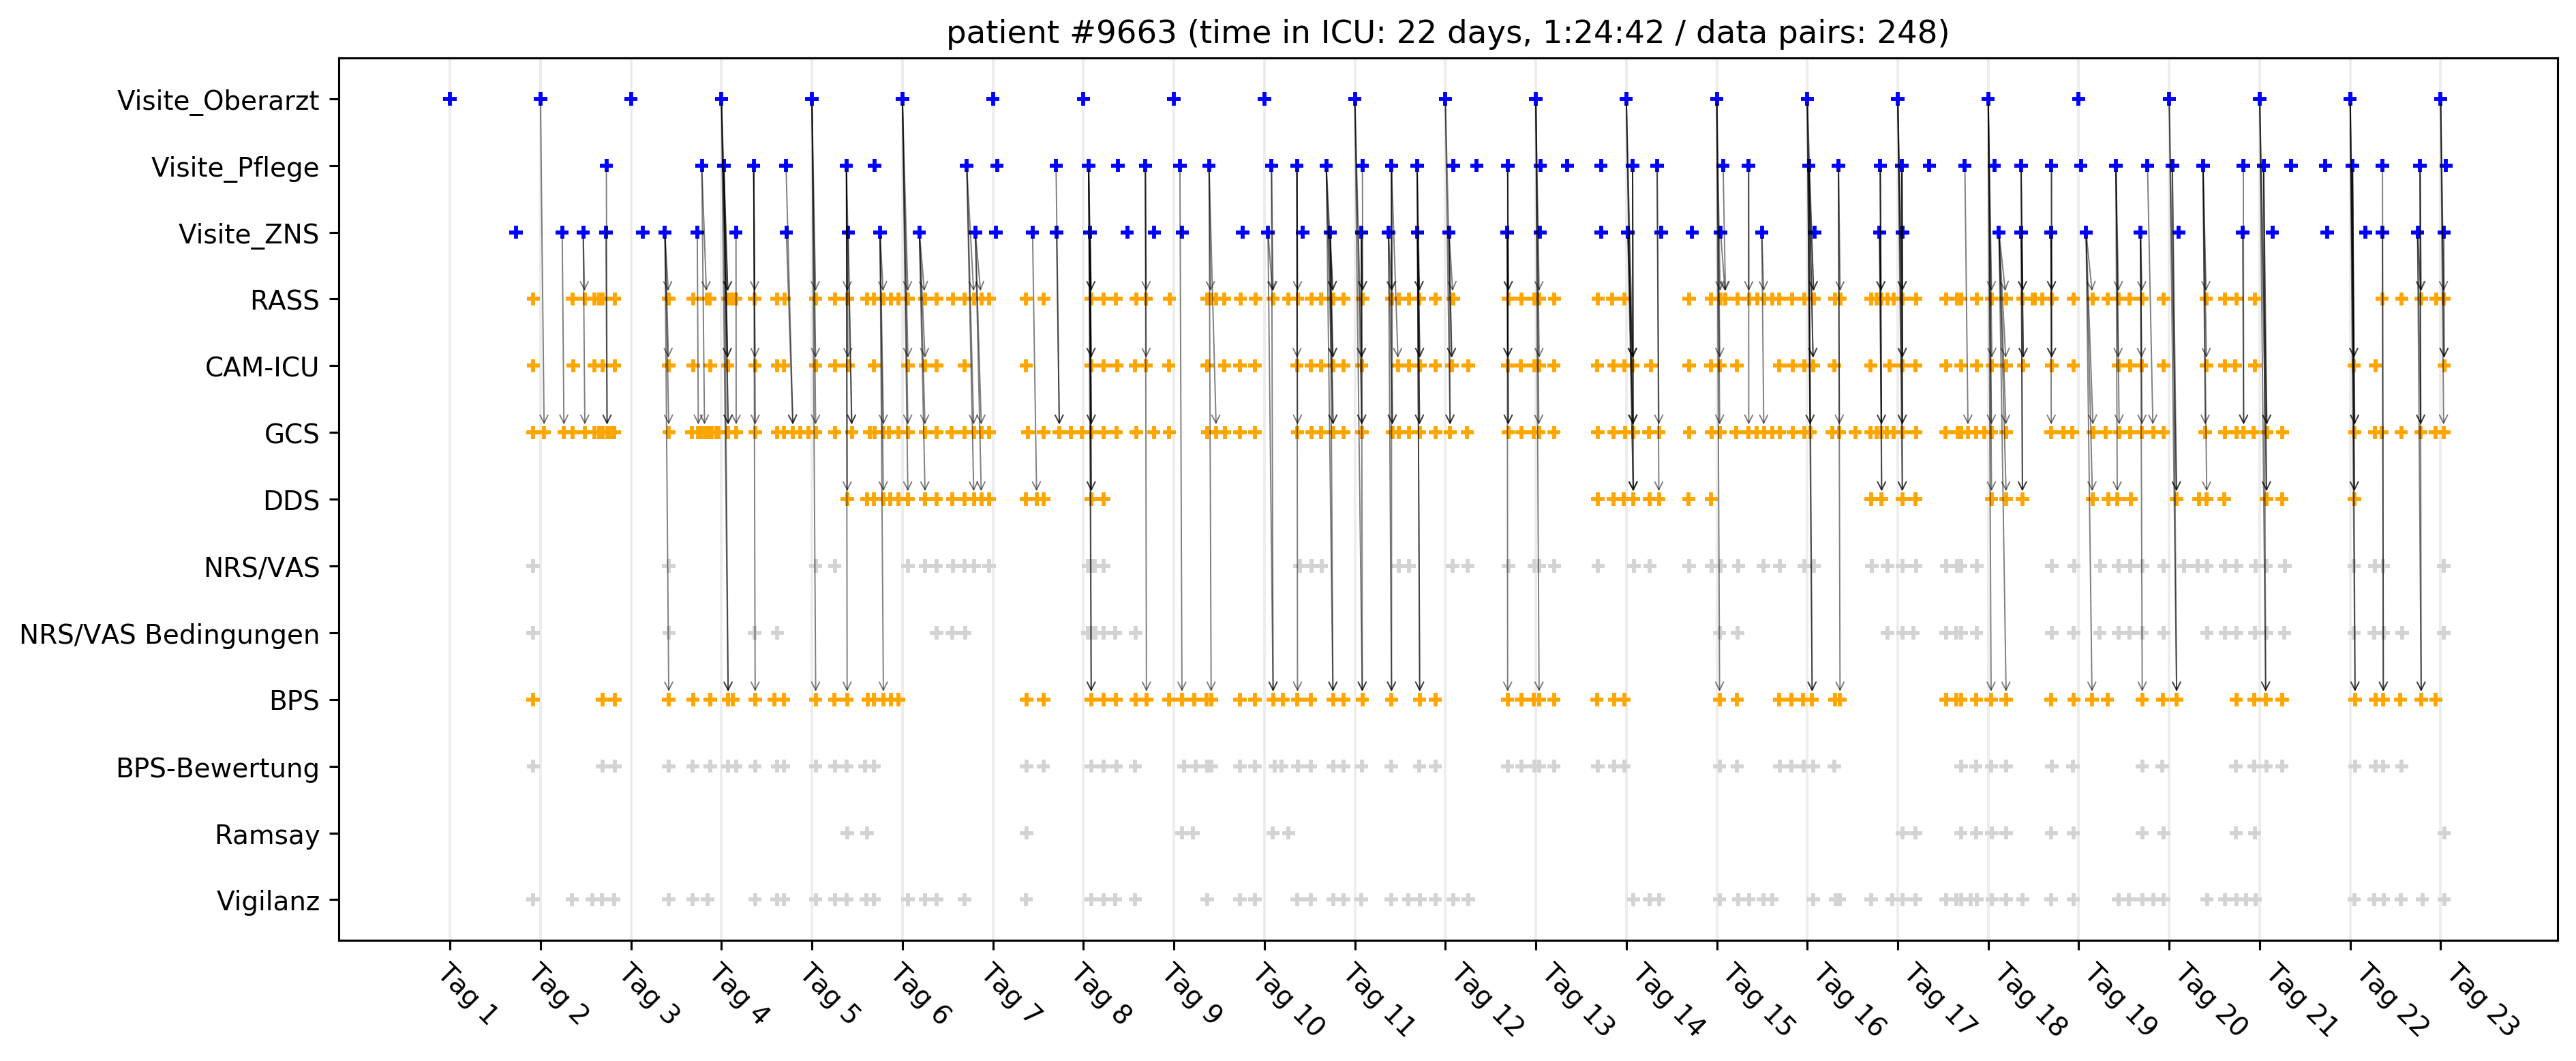 patient #9663 (time in ICU: 22 days, 1:24:42 / data pairs: 248)
Visite_Oberarzt
Visite_Pflege
Visite_ZNS
RASS
CAM-ICU
GCS
DDS
NRS/VAS
NRS/VAS Bedingungen
BPS
BPS-Bewertung
Ramsay
Vigilanz
Tag 1
Tag 2
Tag 3
Tag 4
Tag 5
Tag 6
Tag 7
Tag 8
Tag 9
Tag 10
Tag 11
Tag 12
Tag 13
Tag 14
Tag 15
Tag 16
Tag 17
Tag 18
Tag 19
Tag 20
Tag 21
Tag 22
Tag 23